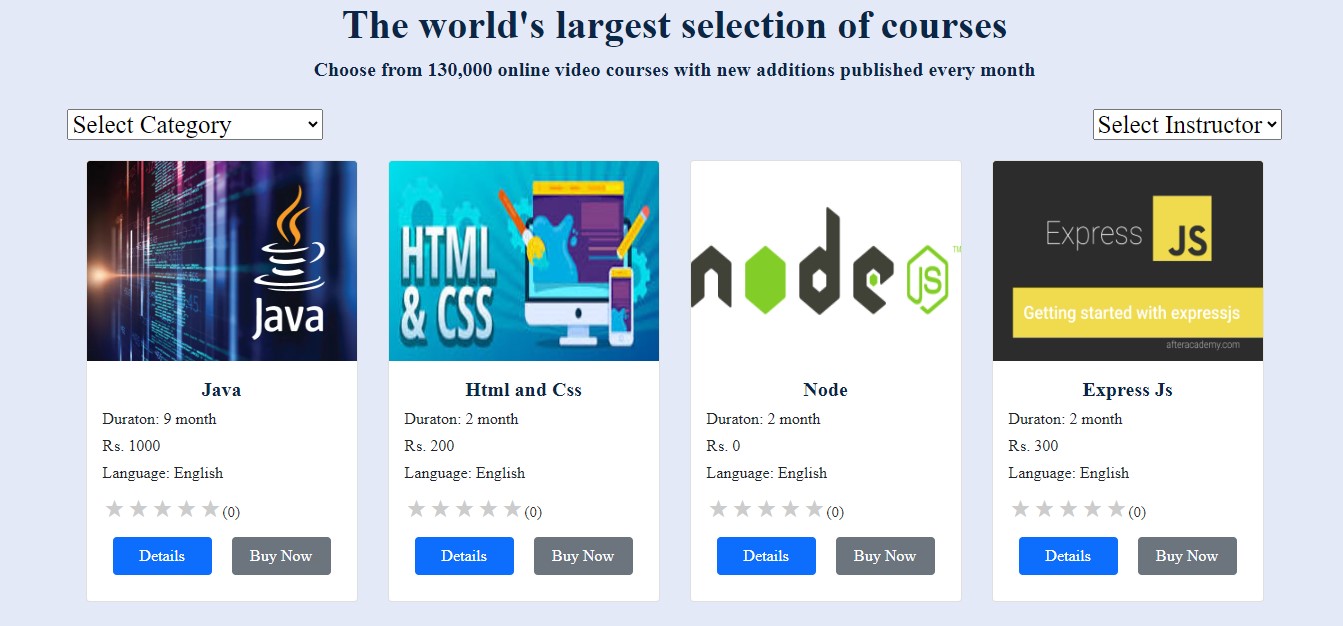 The world's largest selection of courses
Choose from 130,000 online video courses with new additions published every month
Select Category
Select Instructor
Java
HTML
& CSS
node JS TM
Express JS
Getting started with expressjs
afteracademy.com
Java
Duraton: 9 month
Rs. 1000
Language: English
(0)
Details
Buy Now
Html and Css
Duraton: 2 month
Rs. 200
Language: English
(0)
Details
Buy Now
Node
Duraton: 2 month
Rs. 0
Language: English
(0)
Details
Buy Now
Express Js
Duraton: 2 month
Rs. 300
Language: English
(0)
Details
Buy Now